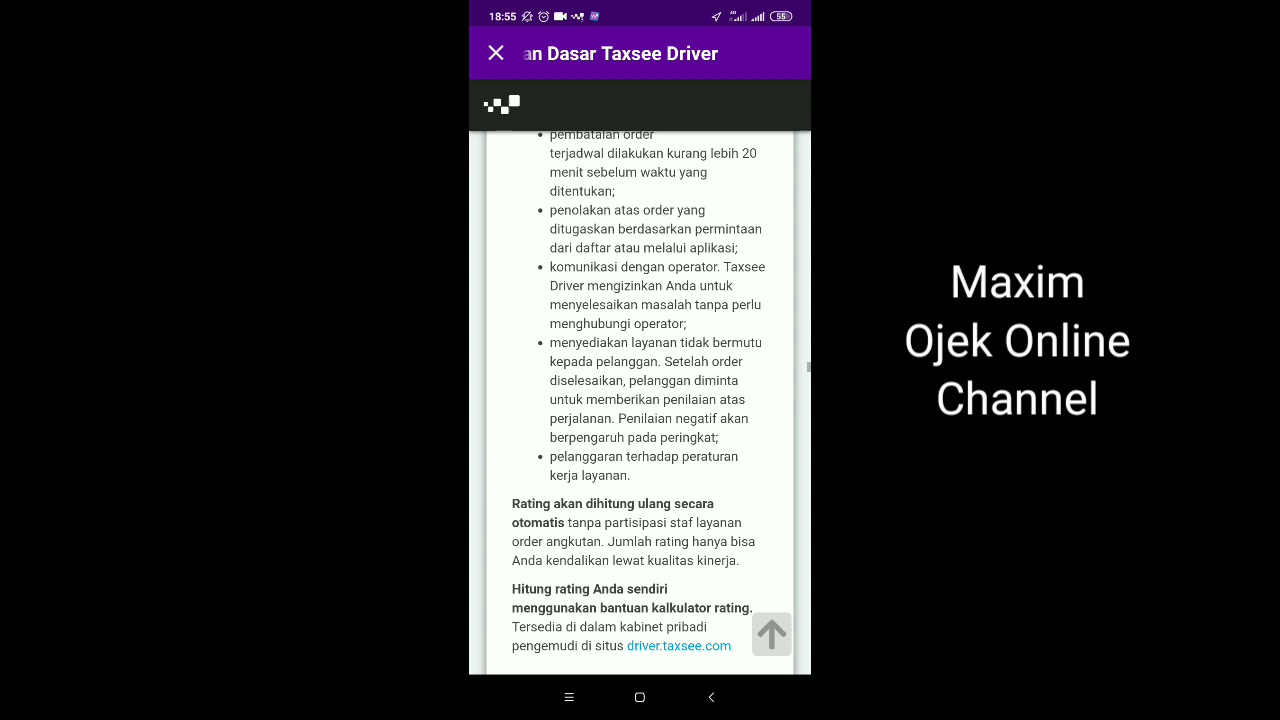 18:55
55
an Dasar Taxsee Driver
• pembatalan order
terjadwal dilakukan kurang lebih 20
menit sebelum waktu yang
ditentukan;
• penolakan atas order yang
ditugaskan berdasarkan permintaan
dari daftar atau melalui aplikasi;
• komunikasi dengan operator. Taxsee
Driver mengizinkan Anda untuk
menyelesaikan masalah tanpa perlu
menghubungi operator;
• menyediakan layanan tidak bermutu
kepada pelanggan. Setelah order
diselesaikan, pelanggan diminta
untuk memberikan penilaian atas
perjalanan. Penilaian negatif akan
berpengaruh pada peringkat;
• pelanggaran terhadap peraturan
kerja layanan.
Rating akan dihitung ulang secara
otomatis tanpa partisipasi staf layanan
order angkutan. Jumlah rating hanya bisa
Anda kendalikan lewat kualitas kinerja.
Hitung rating Anda sendiri
menggunakan bantuan kalkulator rating.
Tersedia di dalam kabinet pribadi
pengemudi di situs driver.taxsee.com
Maxim
Ojek Online
Channel